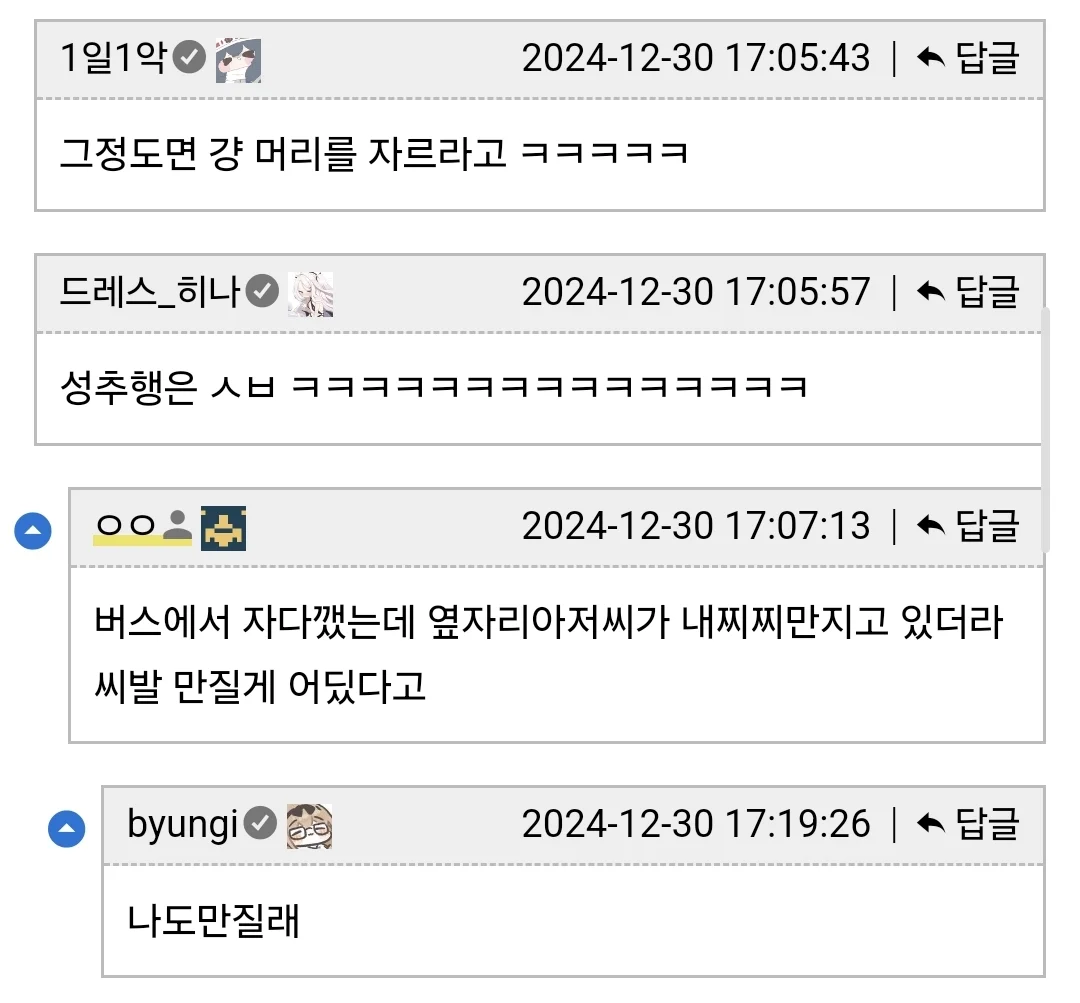 1일1악 2024-12-30 17:05:43 | 답글
그정도면 걍 머리를 자르라고 ㅋㅋㅋㅋㅋ
드레스_히나 2024-12-30 17:05:57 | 답글
성추행은 ㅅㅂ ㅋㅋㅋㅋㅋㅋㅋㅋㅋㅋㅋㅋㅋㅋㅋ
ㅇㅇ 2024-12-30 17:07:13 | 답글
버스에서 자다깼는데 옆자리아저씨가 내찌찌만지고 있더라
씨발 만질게 어딨다고
byungi 2024-12-30 17:19:26 | 답글
나도만질래